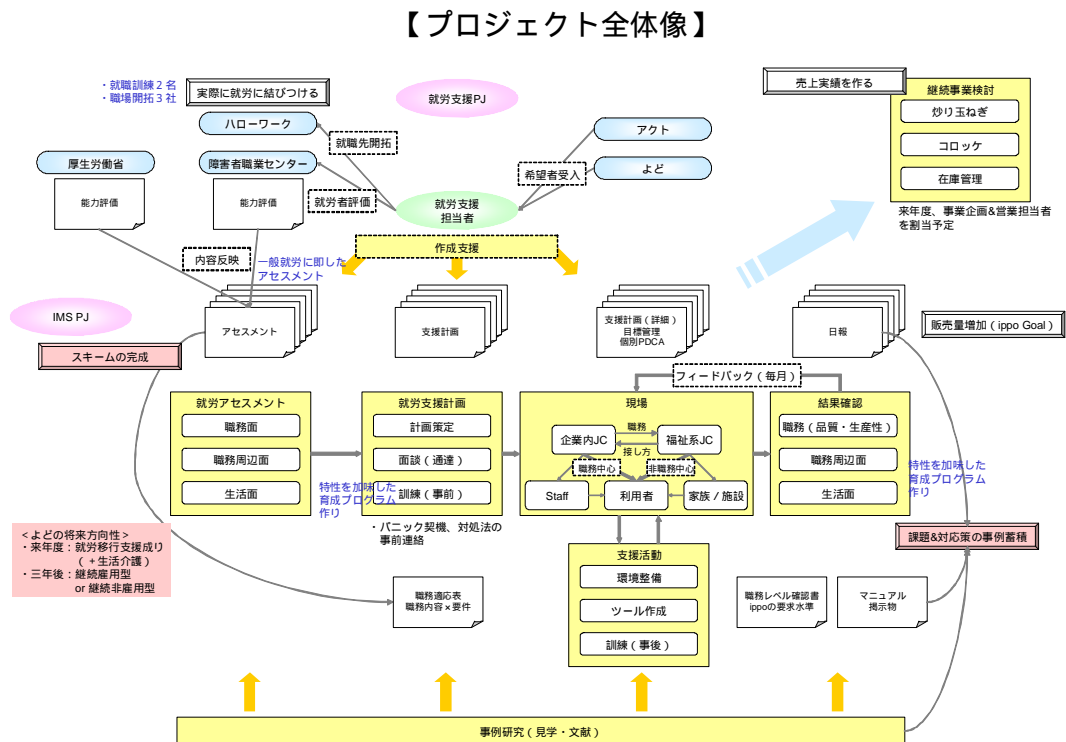 【プロジェクト全体像】
・就職訓練２名
・職場開拓３社
実際に就労に結びつける
就労支援PJ
売上実績を作る
継続事業検討
炒り玉ねぎ
コロッケ
在庫管理
来年度、事業企画&営業担当者
を割当予定
ハローワーク
就職先開拓
アクト
厚生労働省
障害者職業センター
希望者受入
よど
能力評価
能力評価
就労者評価
就労支援
担当者
作成支援
内容反映
一般就労に即した
アセスメント
IMS PJ
アセスメント
支援計画
支援計画（詳細）
目標管理
個別PDCA
日報
販売量増加（ippo Goal）
スキームの完成
フィードバック（毎月）
就労アセスメント
職務面
職務周辺面
生活面
就労支援計画
計画策定
面談（通達）
訓練（事前）
特性を加味した
育成プログラム
作り
・パニック契機、対処法の
事前連絡
現場
職務
企業内JC
福祉系JC
接し方
職務中心
非職務中心
Staff
利用者
家族／施設
結果確認
職務（品質・生産性）
職務周辺面
生活面
特性を加味した
育成プログラム
作り
＜よどの将来方向性＞
・来年度：就労移行支援成り
（＋生活介護）
・三年後：継続雇用型
or 継続非雇用型
課題&対応策の事例蓄積
支援活動
環境整備
ツール作成
訓練（事後）
職務適応表
職務内容×要件
職務レベル確認書
ippoの要求水準
マニュアル
掲示物
事例研究（見学・文献）